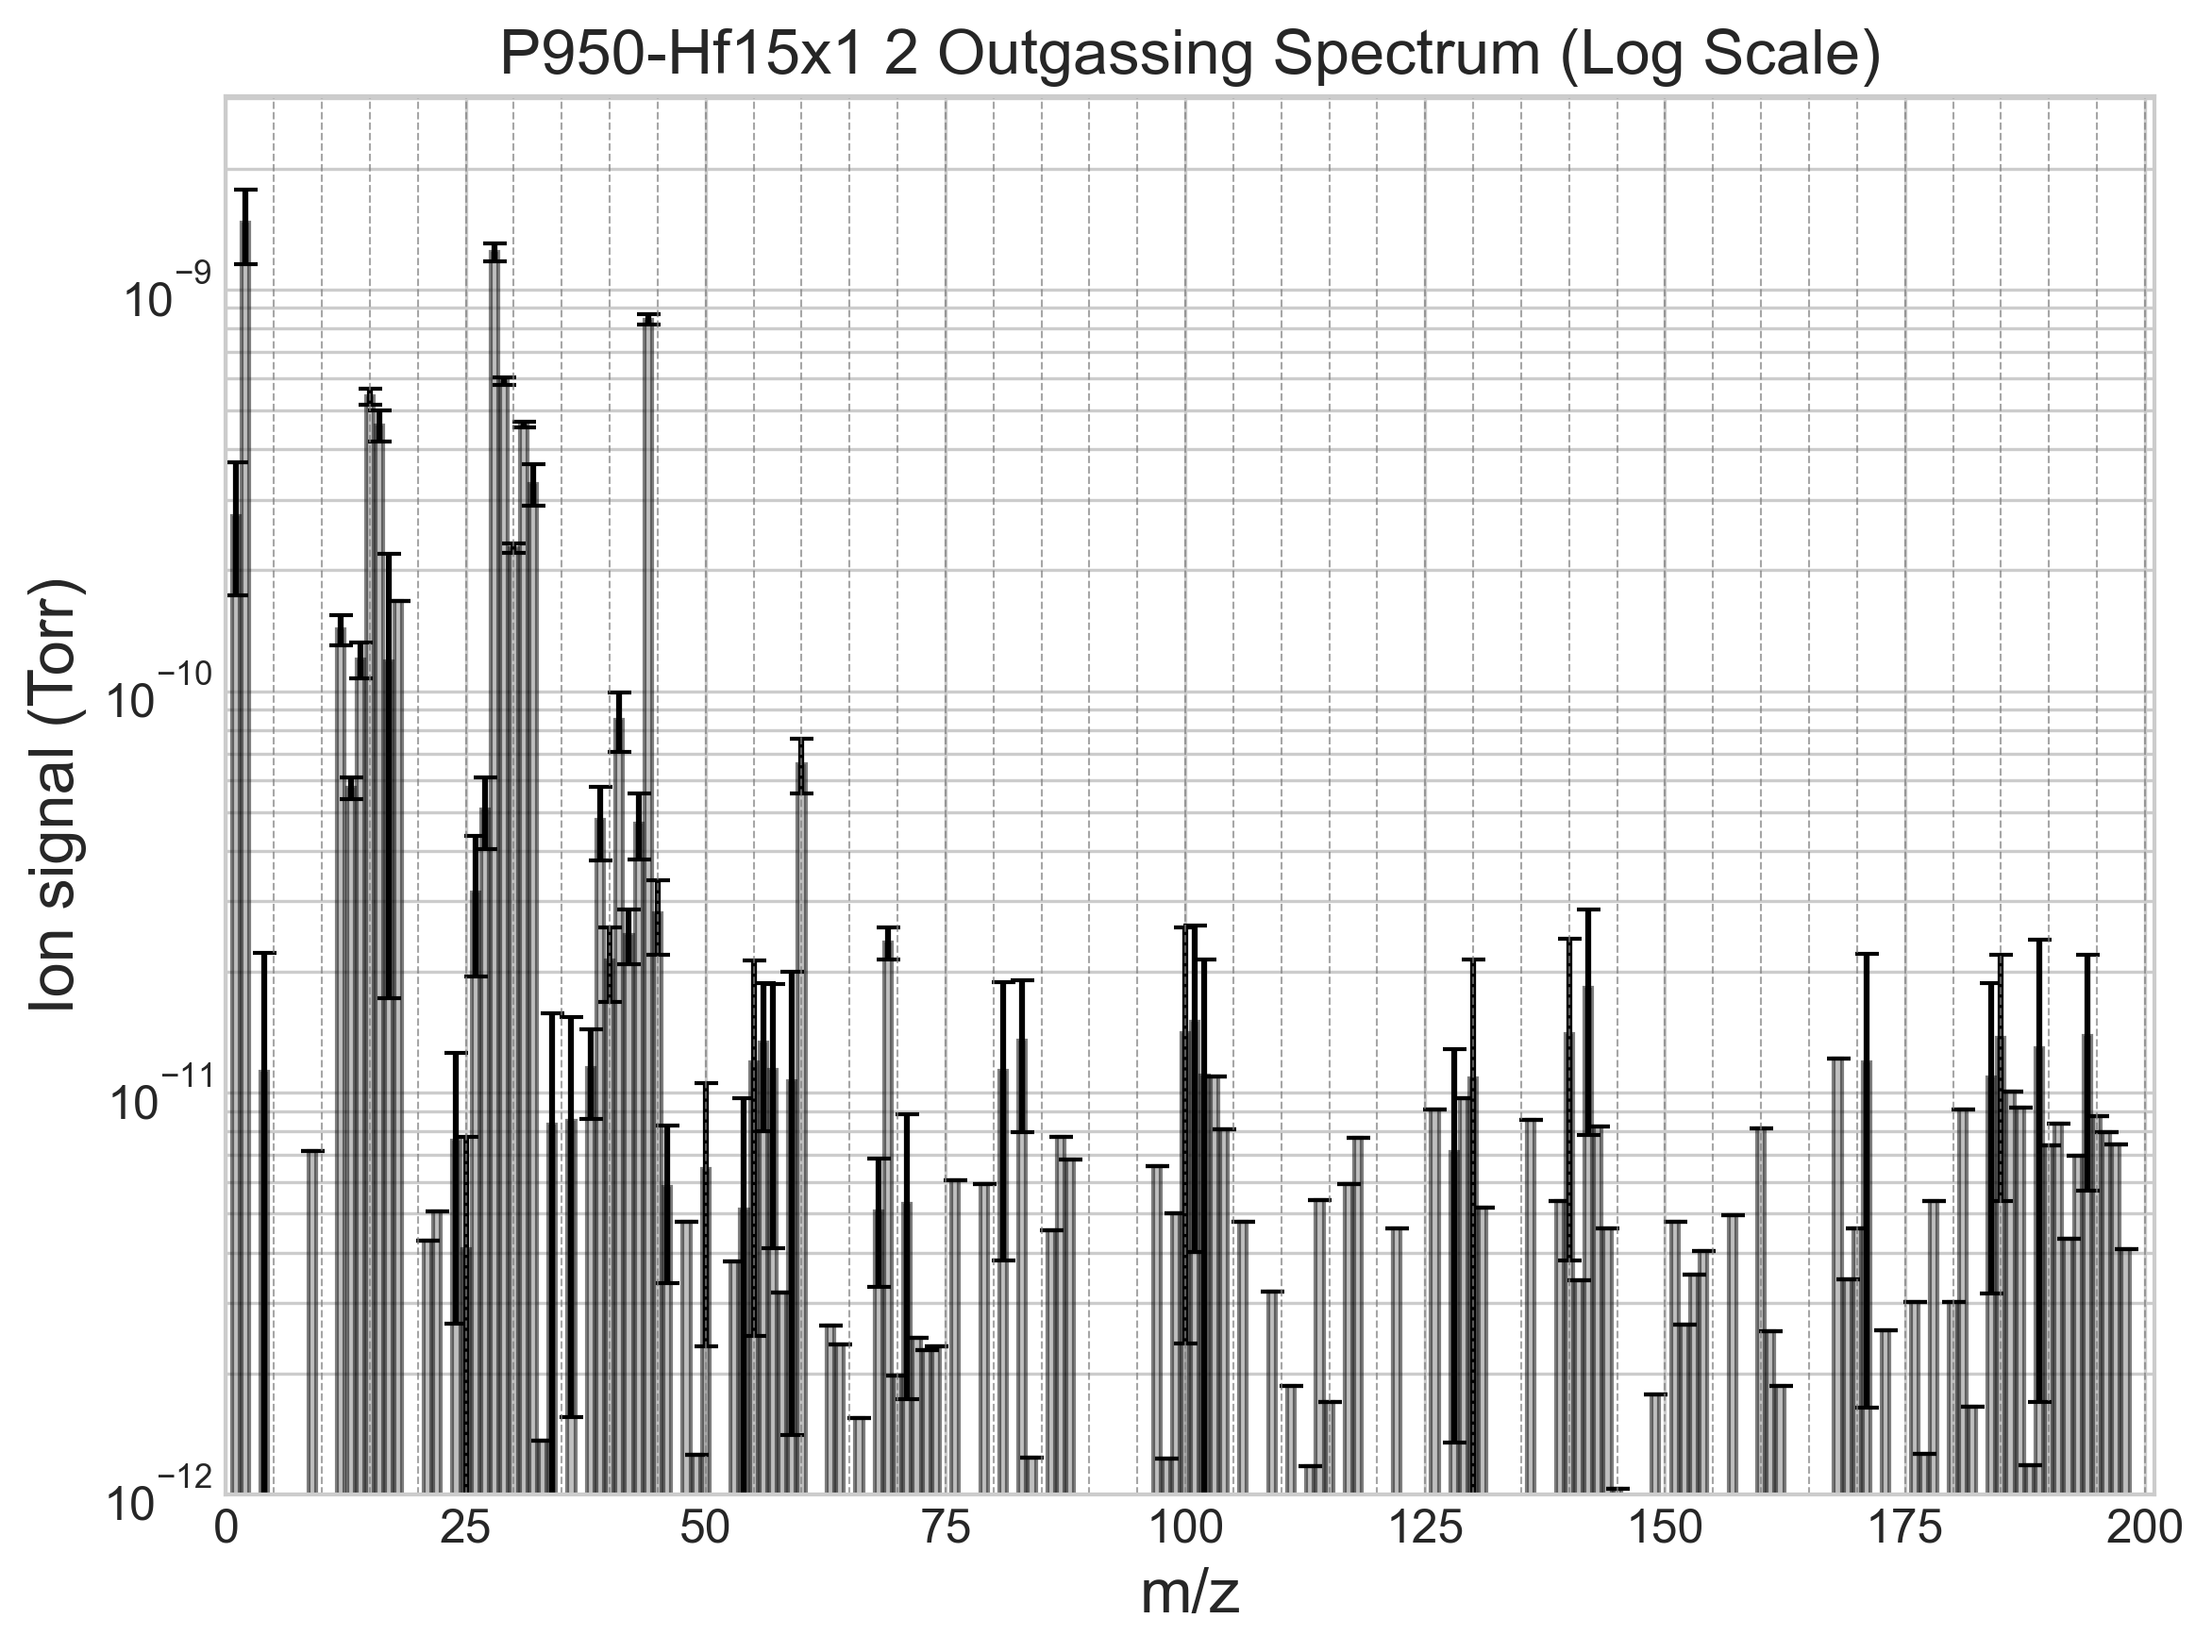 P950-Hf15x1 2 Outgassing Spectrum (Log Scale)
Ion signal (Torr)
10⁻⁹
10⁻¹⁰
10⁻¹¹
10⁻¹²
0 25 50 75 100 125 150 175 200
m/z